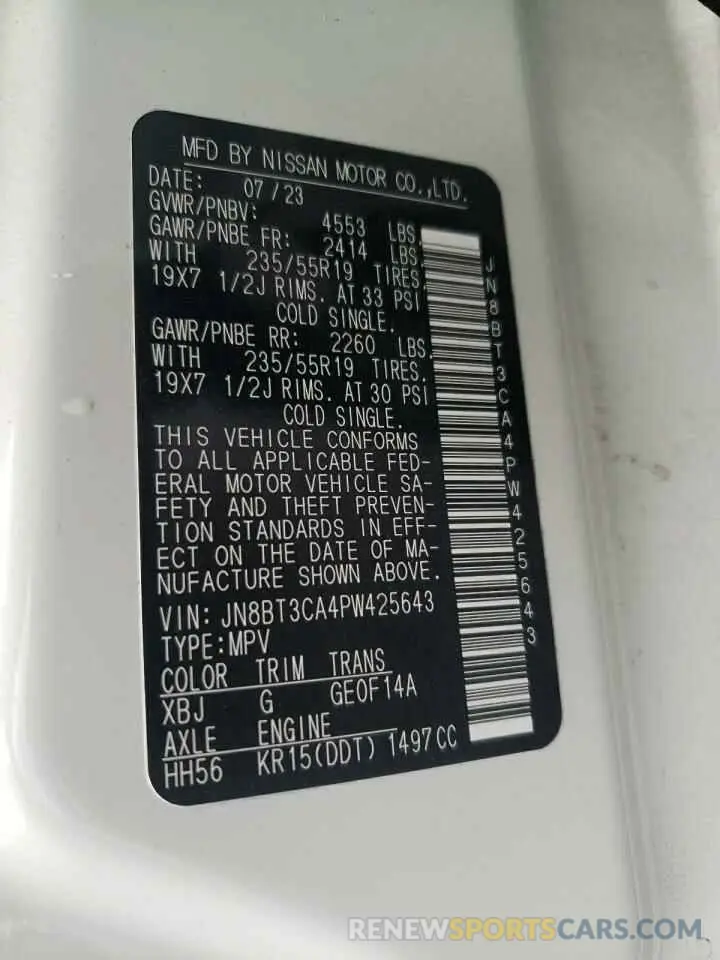 MFD BY NISSAN MOTOR CO.,LTD.
DATE: 07/23
GVWR/PNBV: 4553 LBS.
GAWR/PNBE FR: 2414 LBS.
WITH 235/55R19 TIRES.
19X7 1/2J RIMS. AT 33 PSI
COLD SINGLE.
GAWR/PNBE RR: 2260 LBS.
WITH 235/55R19 TIRES.
19X7 1/2J RIMS. AT 30 PSI
COLD SINGLE.
THIS VEHICLE CONFORMS
TO ALL APPLICABLE FED-
ERAL MOTOR VEHICLE SA-
FETY AND THEFT PREVEN-
TION STANDARDS IN EFF-
ECT ON THE DATE OF MA-
NUFACTURE SHOWN ABOVE.
VIN: JN8BT3CA4PW425643
TYPE:MPV
COLOR TRIM TRANS
XBJ G GE0F14A
AXLE ENGINE
HH56 KR15(DDT) 1497CC
JN8BT3CA4PW425643
RENEWSPORTSCARS.COM